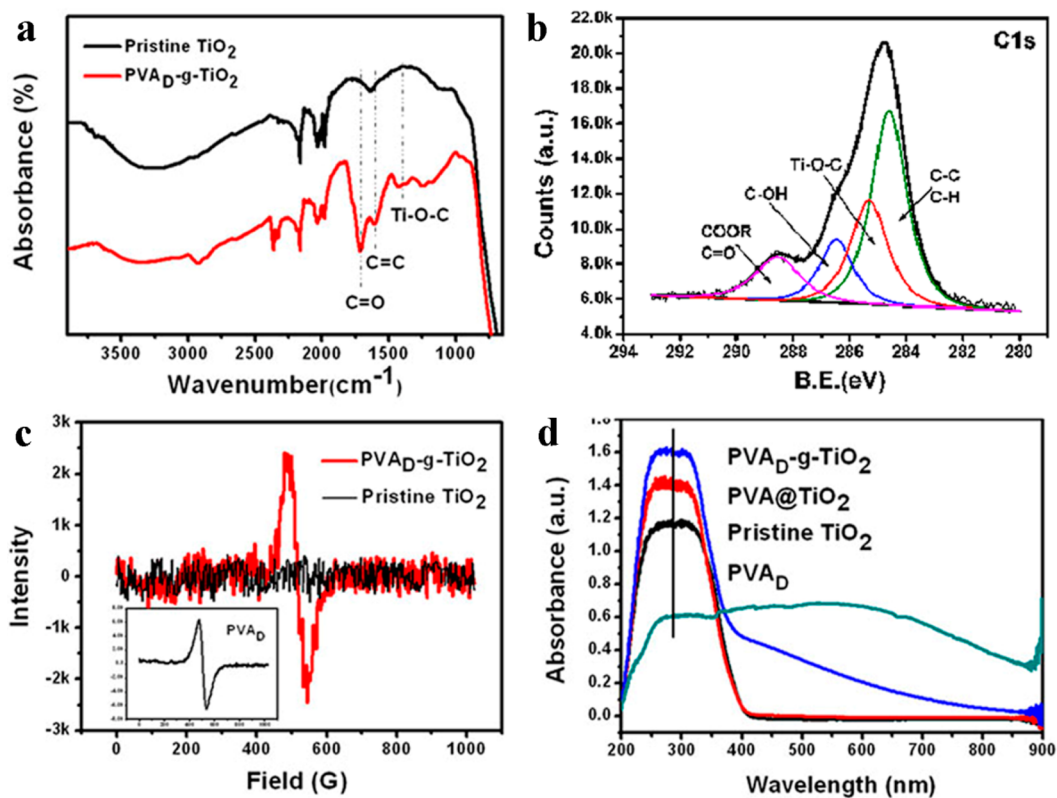 a
Pristine TiO2
PVAD-g-TiO2
Absorbance (%)
Ti-O-C
C=C
C=O
3500 3000 2500 2000 1500 1000
Wavenumber(cm-1)
b
C1s
22.0k
20.0k
18.0k
16.0k
14.0k
12.0k
10.0k
8.0k
6.0k
4.0k
Counts (a.u.)
Ti-O-C
C-C
C-H
C-OH
COOR
C=O
294 292 290 288 286 284 282 280
B.E.(eV)
c
3k
2k
1k
0
-1k
-2k
-3k
Intensity
PVAD-g-TiO2
Pristine TiO2
PVAD
0 200 400 600 800 1000
Field (G)
d
1.6
1.4
1.2
1.0
0.8
0.6
0.4
0.2
0.0
Absorbance (a.u.)
PVAD-g-TiO2
PVA@TiO2
Pristine TiO2
PVAD
200 300 400 500 600 700 800 900
Wavelength (nm)